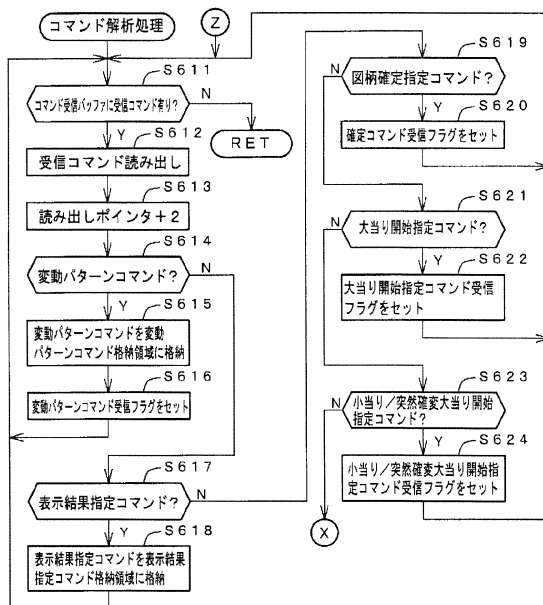 コマンド解析処理
Z
S611
コマンド受信バッファに受信コマンド有り?
N
Y
RET
S612
受信コマンド読み出し
S613
読み出しポインタ+2
S614
変動パターンコマンド?
N
Y
S615
変動パターンコマンドを変動
パターンコマンド格納領域に格納
S616
変動パターンコマンド受信フラグをセット
S617
表示結果指定コマンド?
N
Y
S618
表示結果指定コマンドを表示結果
指定コマンド格納領域に格納
S619
N
図柄確定指定コマンド?
Y
S620
確定コマンド受信フラグをセット
S621
N
大当り開始指定コマンド?
Y
S622
大当り開始指定コマンド受信
フラグをセット
S623
N
小当り/突然確変大当り開始
指定コマンド?
Y
S624
小当り/突然確変大当り開始指
定コマンド受信フラグをセット
X